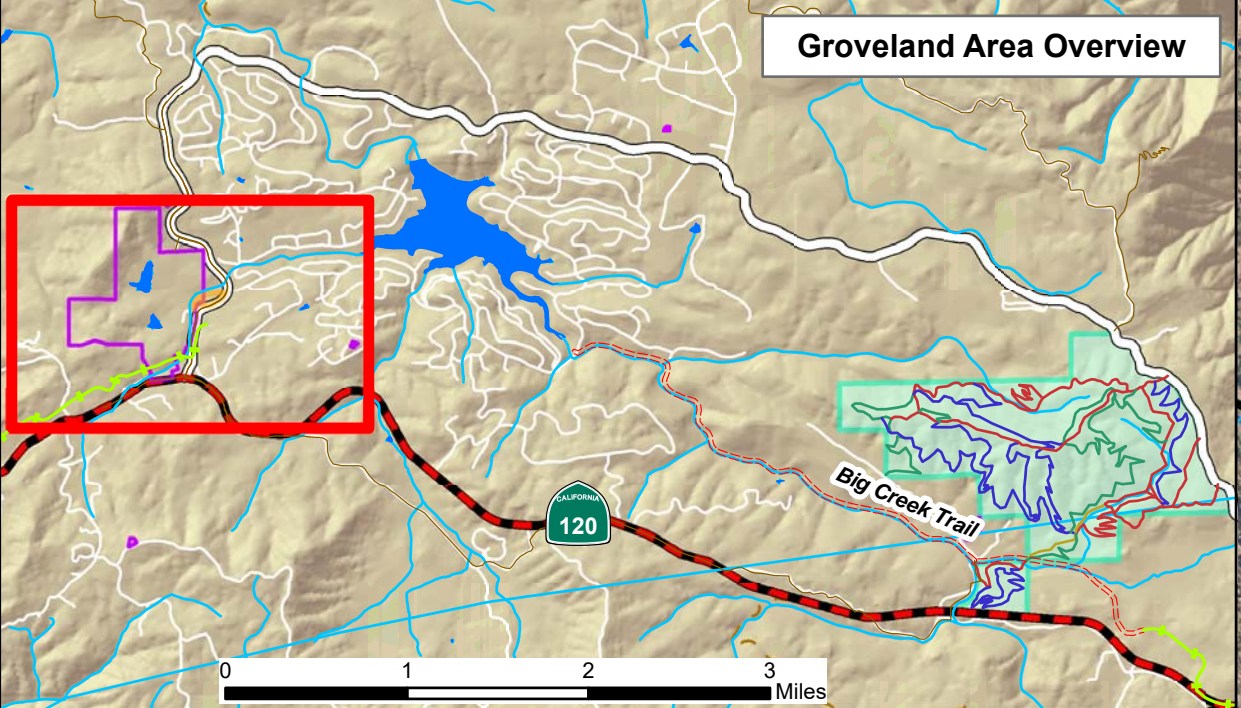 Groveland Area Overview
Big Creek Trail
CALIFORNIA
120
0 1 2 3
Miles